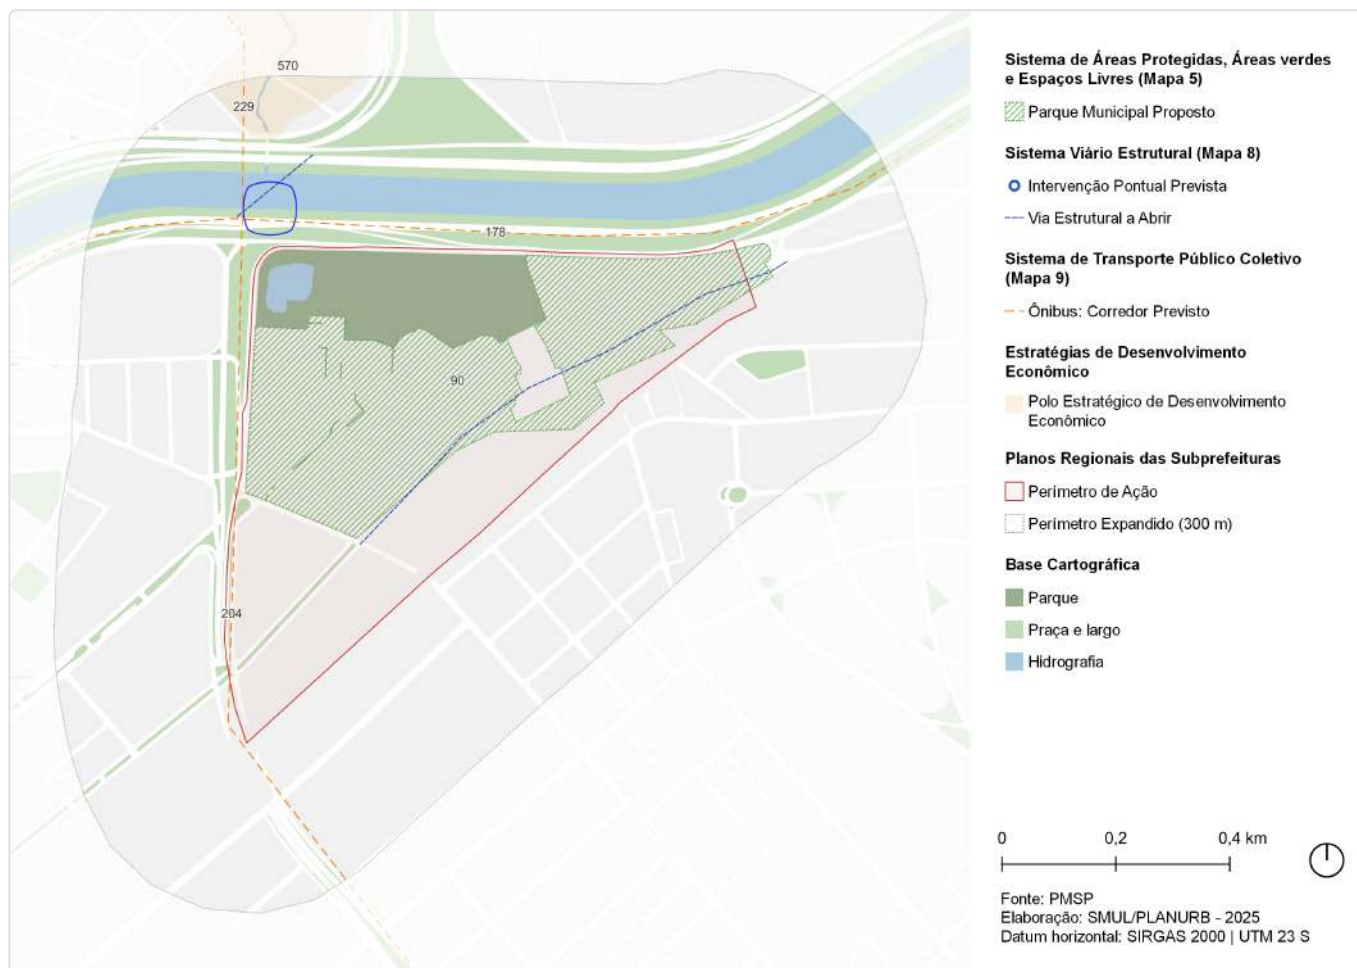 570
229
178
90
204
Sistema de Áreas Protegidas, Áreas verdes
e Espaços Livres (Mapa 5)
Parque Municipal Proposto
Sistema Viário Estrutural (Mapa 8)
Intervenção Pontual Prevista
Via Estrutural a Abrir
Sistema de Transporte Público Coletivo
(Mapa 9)
Ônibus: Corredor Previsto
Estratégias de Desenvolvimento
Econômico
Polo Estratégico de Desenvolvimento
Econômico
Planos Regionais das Subprefeituras
Perímetro de Ação
Perímetro Expandido (300 m)
Base Cartográfica
Parque
Praça e largo
Hidrografia
0 0,2 0,4 km
Fonte: PMSP
Elaboração: SMUL/PLANURB - 2025
Datum horizontal: SIRGAS 2000 | UTM 23 S